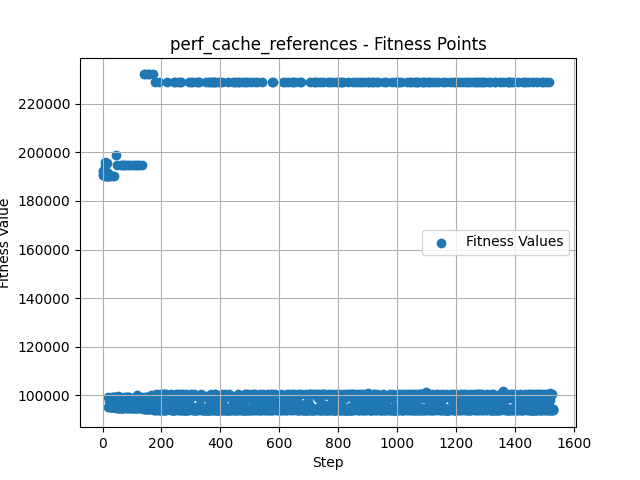 perf_cache_references - Fitness Points
220000
200000
180000
160000
140000
120000
100000
Fitness Value
Fitness Values
0 200 400 600 800 1000 1200 1400 1600
Step